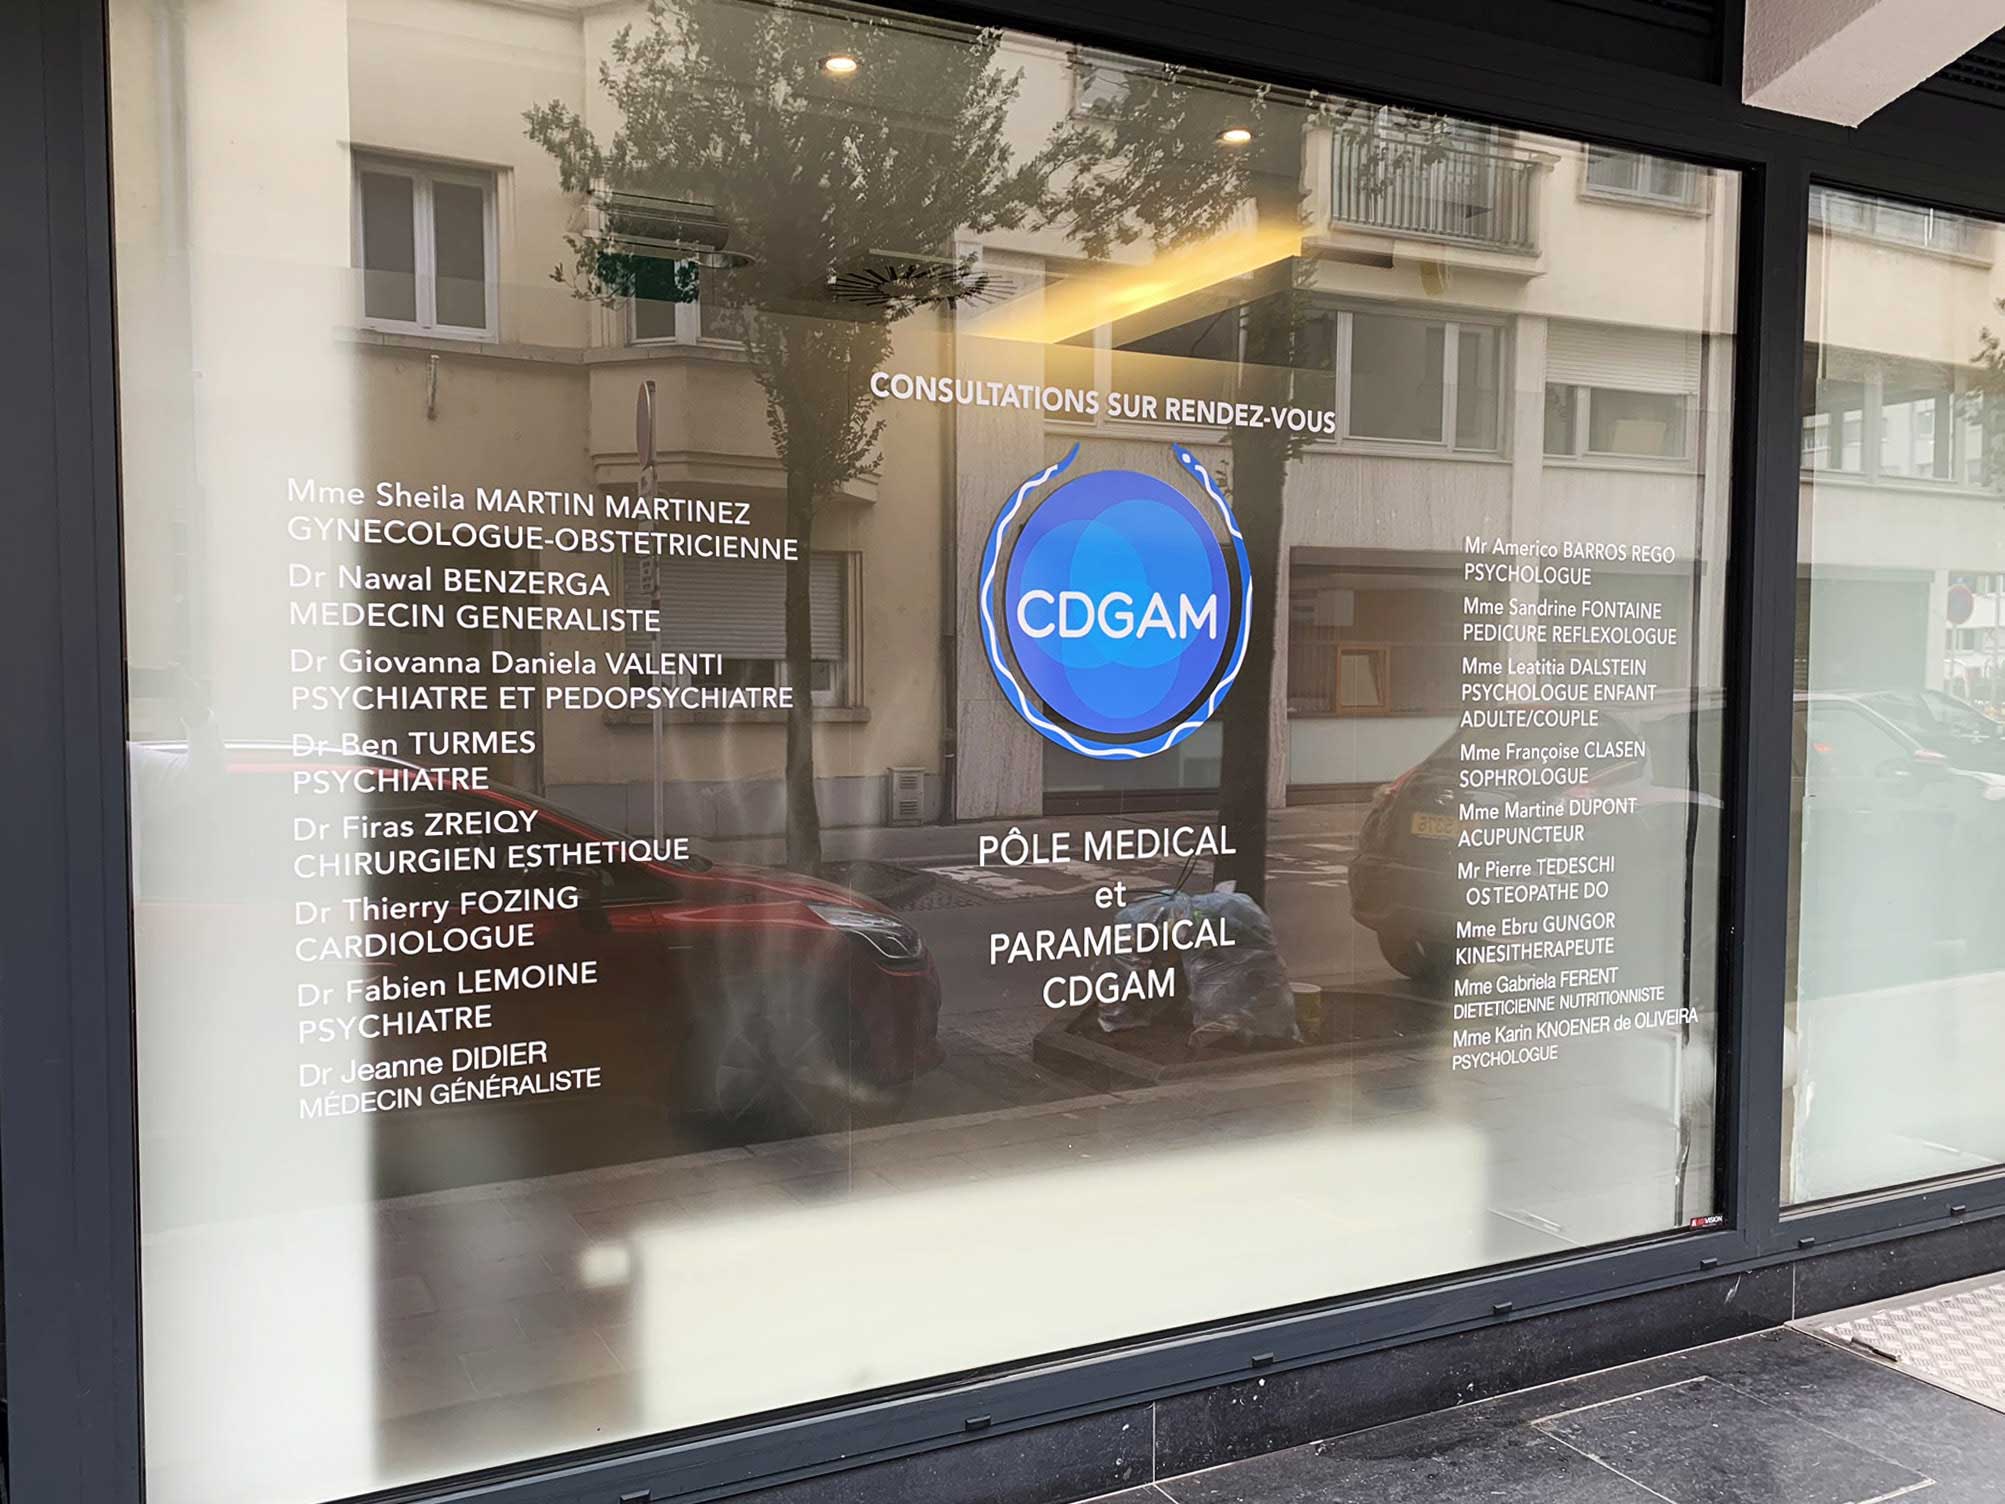 CONSULTATIONS SUR RENDEZ-VOUS
Mme Sheila MARTIN MARTINEZ
GYNECOLOGUE-OBSTETRICIENNE
Dr Nawal BENZERGA
MEDECIN GENERALISTE
Dr Giovanna Daniela VALENTI
PSYCHIATRE ET PEDOPSYCHIATRE
Dr Ben TURMES
PSYCHIATRE
Dr Firas ZREIQY
CHIRURGIEN ESTHETIQUE
Dr Thierry FOZING
CARDIOLOGUE
Dr Fabien LEMOINE
PSYCHIATRE
Dr Jeanne DIDIER
MÉDECIN GÉNÉRALISTE
CDGAM
PÔLE MEDICAL
et
PARAMEDICAL
CDGAM
Mr Americo BARROS REGO
PSYCHOLOGUE
Mme Sandrine FONTAINE
PEDICURE REFLEXOLOGUE
Mme Leatitia DALSTEIN
PSYCHOLOGUE ENFANT
ADULTE/COUPLE
Mme Françoise CLASEN
SOPHROLOGUE
Mme Martine DUPONT
ACUPUNCTEUR
Mr Pierre TEDESCHI
OSTEOPATHE DO
Mme Ebru GUNGOR
KINESITHERAPEUTE
Mme Gabriela FERENT
DIETETICIENNE NUTRITIONNISTE
Mme Karin KNOENER de OLIVEIRA
PSYCHOLOGUE